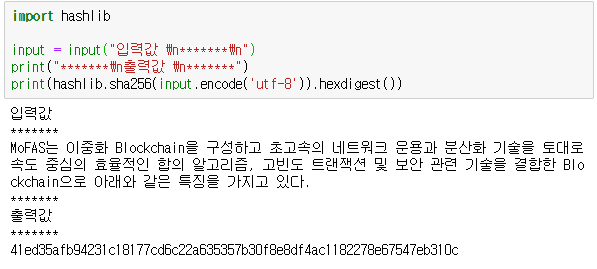 import hashlib
input = input("입력값 ₩n*******₩n")
print("*******₩n출력값 ₩n*******")
print(hashlib.sha256(input.encode('utf-8')).hexdigest())
입력값
*******
MoFAS는 이중화 Blockchain을 구성하고 초고속의 네트워크 운용과 분산화 기술을 토대로
속도 중심의 효율적인 합의 알고리즘, 고빈도 트랜잭션 및 보안 관련 기술을 결합한 Blo
ckchain으로 아래와 같은 특징을 가지고 있다.
*******
출력값
*******
41ed35afb94231c18177cd6c22a635357b30f8e8df4ac1182278e67547eb310c